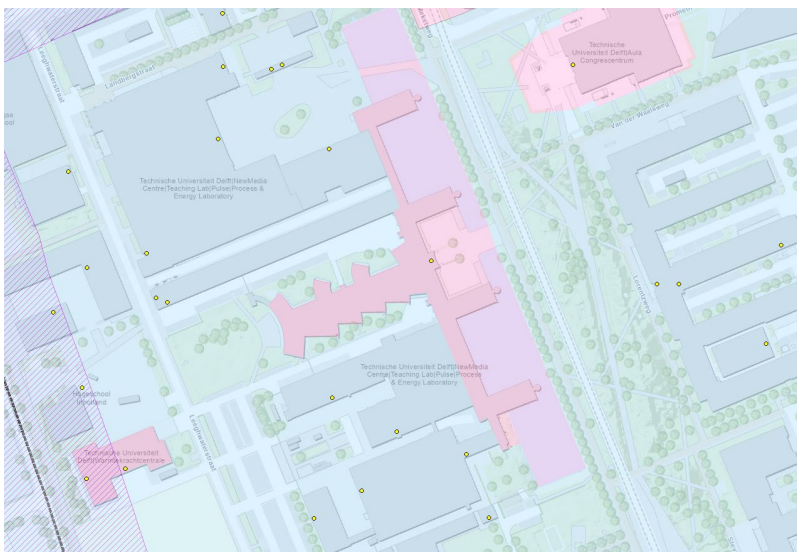 Technische
Universiteit Delft|Aula
Congrescentrum
Leeghwaterstraat
Landbergstraat
Van der Waalsweg
Technische Universiteit Delft|NewMedia
Centre|Teaching Lab|Pulse|Process &
Energy Laboratory
Lorentzweg
Technische Universiteit Delft|NewMedia
Centre|Teaching Lab|Pulse|Process
& Energy Laboratory
Hogeschool
Inholland
Leeghwaterstraat
Technische Universiteit
Delft|Warmtekrachtcentrale